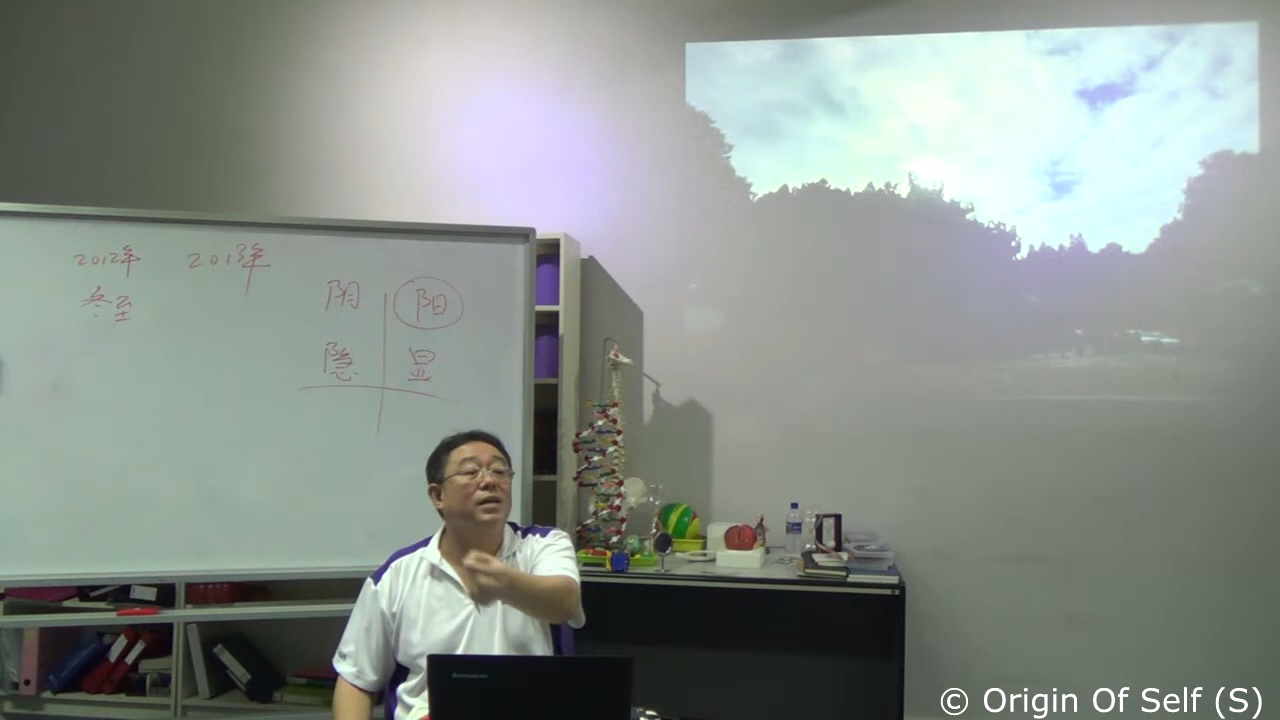 2012年 2013年
冬至
阴 阳
隐 显
lenovo
© Origin Of Self (S)